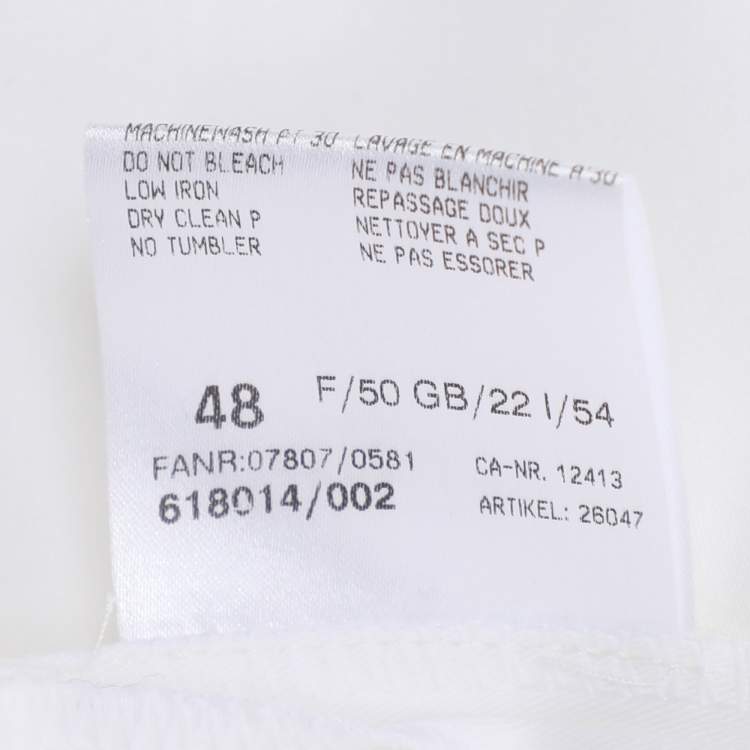 MACHINEWASH AT 30 LAVAGE EN MACHINE A'30
DO NOT BLEACH NE PAS BLANCHIR
LOW IRON REPASSAGE DOUX
DRY CLEAN P NETTOYER A SEC P
NO TUMBLER NE PAS ESSORER
48 F/50 GB/22 I/54
FANR:07807/0581 CA-NR. 12413
618014/002 ARTIKEL: 26047